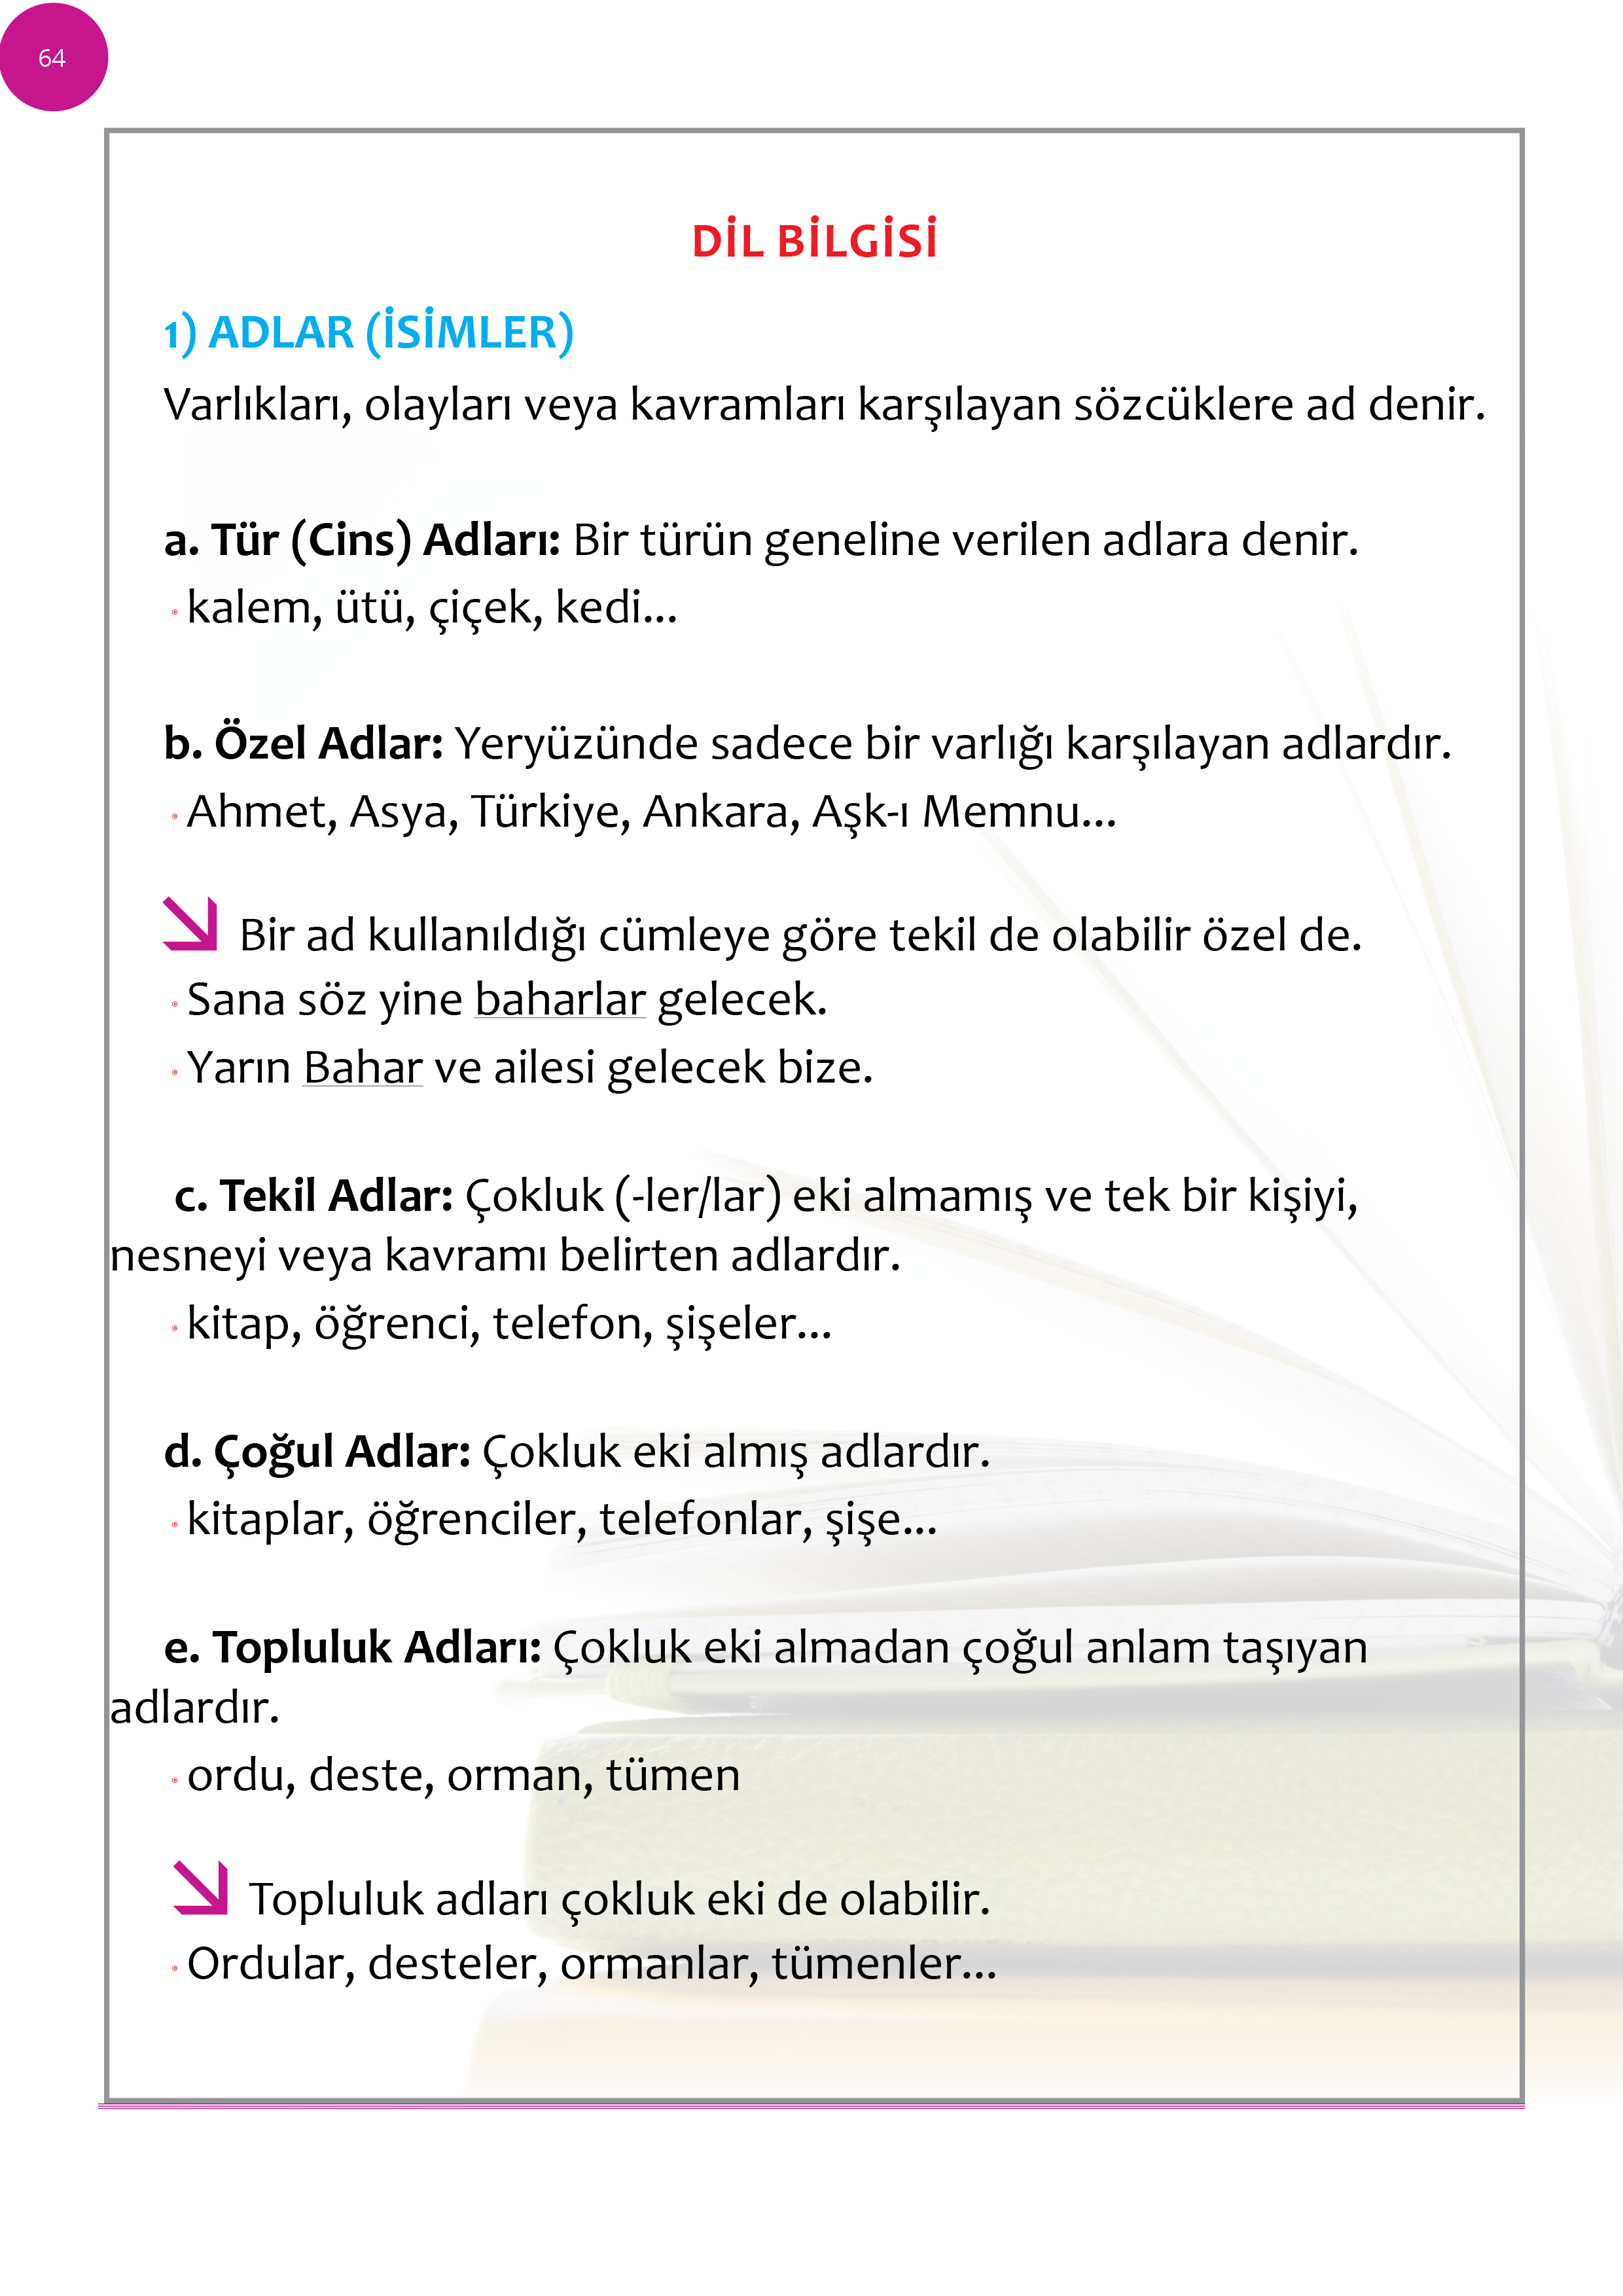 64
DİL BİLGİSİ
1) ADLAR (İSİMLER)
Varlıkları, olayları veya kavramları karşılayan sözcüklere ad denir.
a. Tür (Cins) Adları: Bir türün geneline verilen adlara denir.
kalem, ütü, çiçek, kedi...
b. Özel Adlar: Yeryüzünde sadece bir varlığı karşılayan adlardır.
Ahmet, Asya, Türkiye, Ankara, Aşk-ı Memnu...
Bir ad kullanıldığı cümleye göre tekil de olabilir özel de.
Sana söz yine baharlar gelecek.
Yarın Bahar ve ailesi gelecek bize.
c. Tekil Adlar: Çokluk (-ler/lar) eki almamış ve tek bir kişiyi,
nesneyi veya kavramı belirten adlardır.
kitap, öğrenci, telefon, şişeler...
d. Çoğul Adlar: Çokluk eki almış adlardır.
kitaplar, öğrenciler, telefonlar, şişe...
e. Topluluk Adları: Çokluk eki almadan çoğul anlam taşıyan
adlardır.
ordu, deste, orman, tümen
Topluluk adları çokluk eki de olabilir.
Ordular, desteler, ormanlar, tümenler...